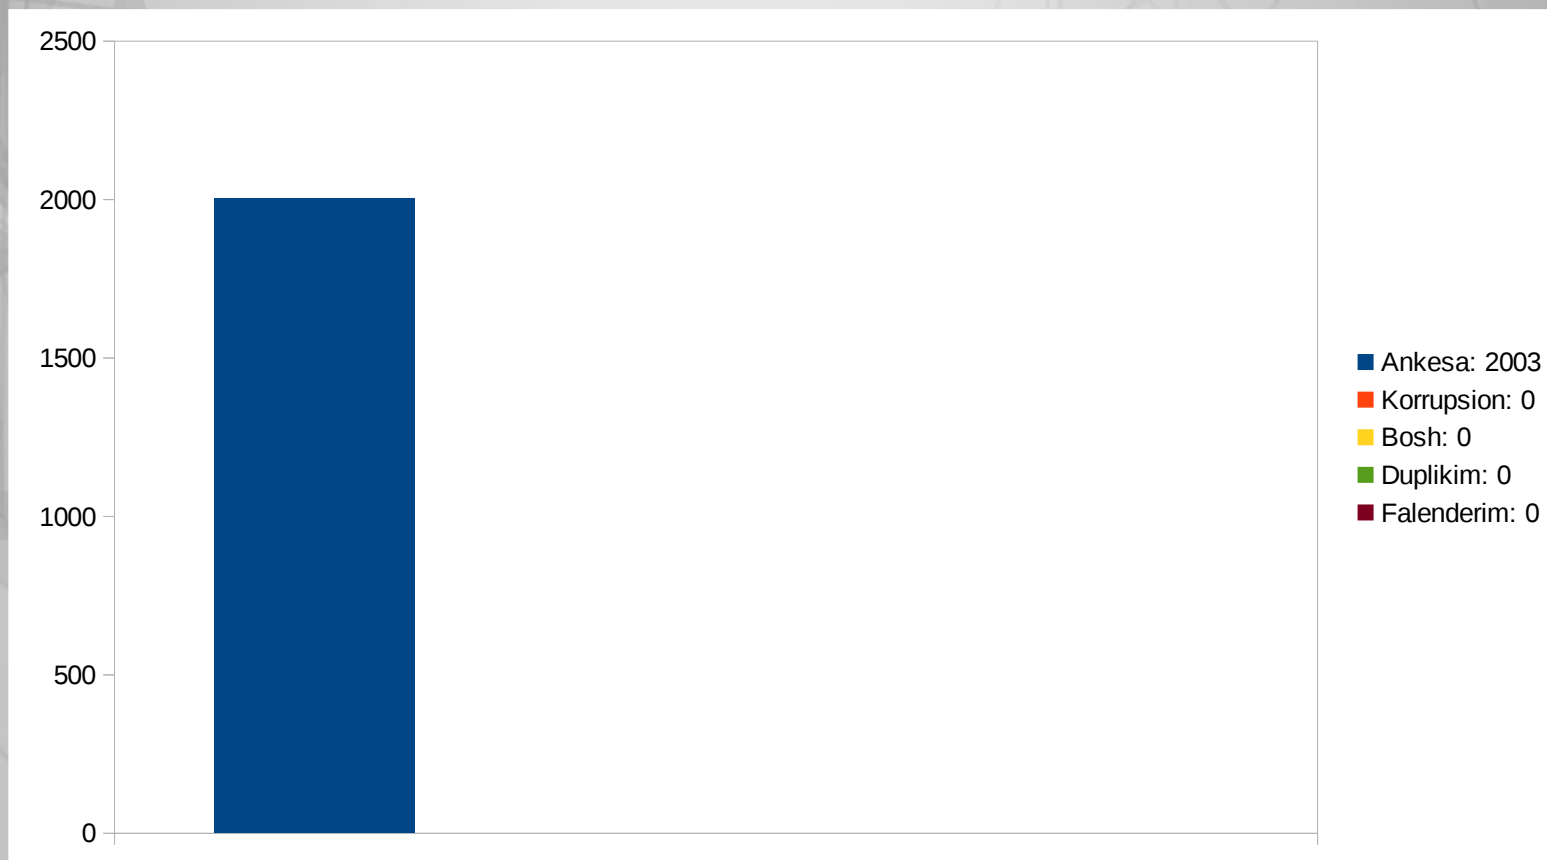 2500
2000
1500
1000
500
0
Ankesa: 2003
Korrupsion: 0
Bosh: 0
Duplikim: 0
Falenderim: 0